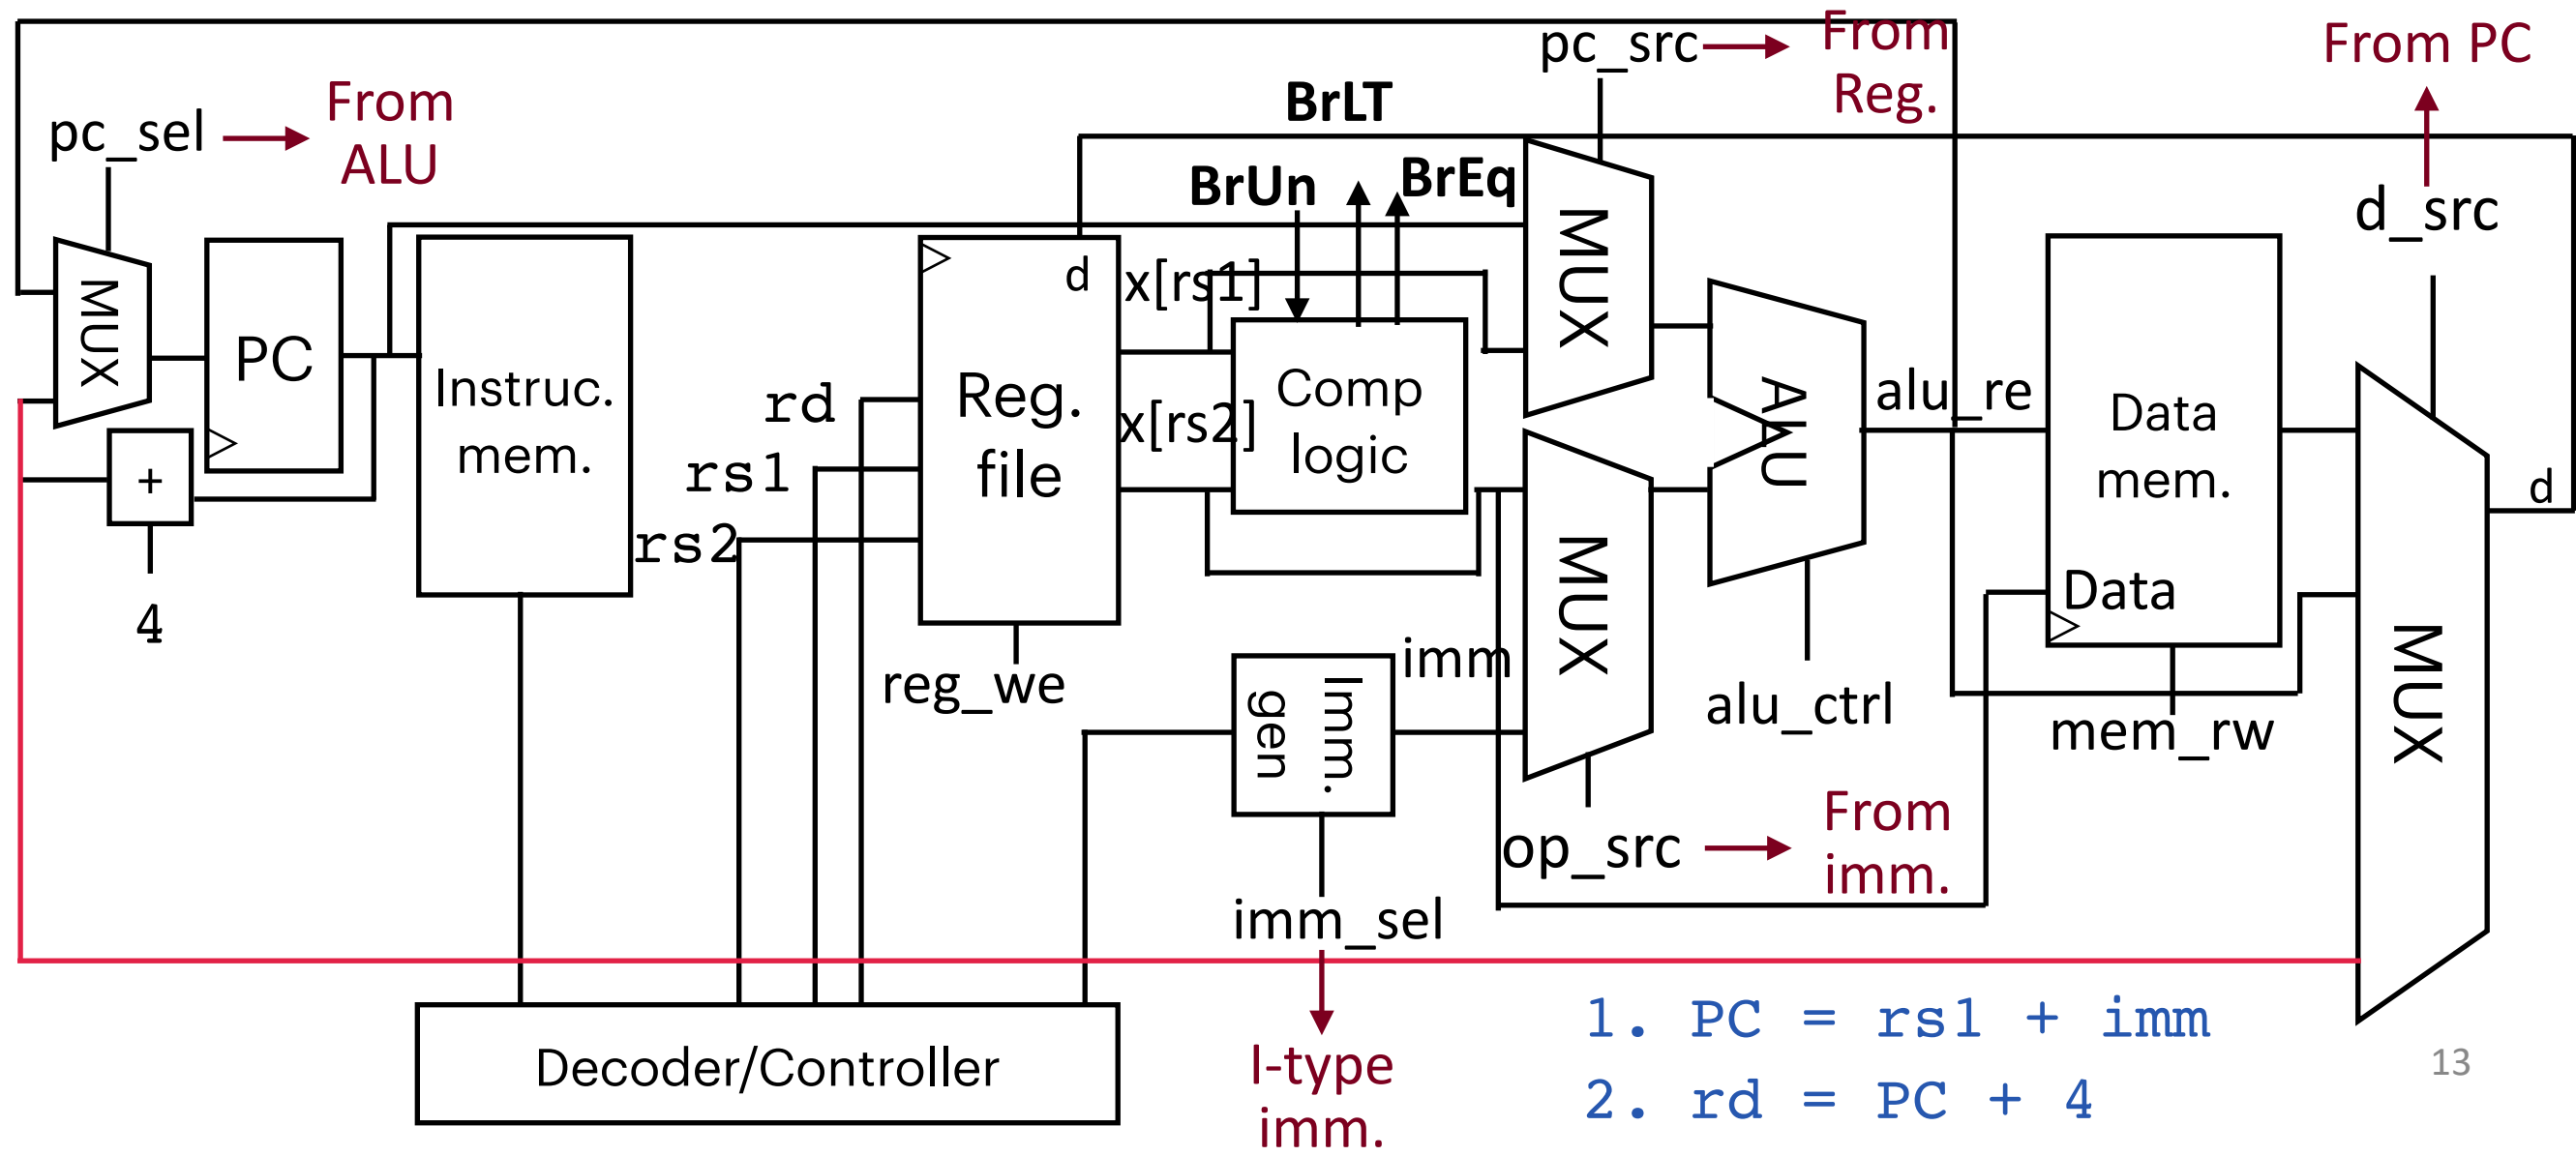 pc_sel
From
ALU
pc_src
From
Reg.
From PC
BrLT
BrUn
BrEq
d_src
MUX
PC
+
4
Instruc.
mem.
rd
rs1
rs2
d
Reg.
file
reg_we
x[rs1]
x[rs2]
Comp
logic
MUX
MUX
ALU
alu_re
alu_ctrl
Data
mem.
Data
mem_rw
MUX
d
Imm.
gen
imm
imm_sel
I-type
imm.
op_src
From
imm.
Decoder/Controller
1. PC = rs1 + imm
2. rd = PC + 4
13